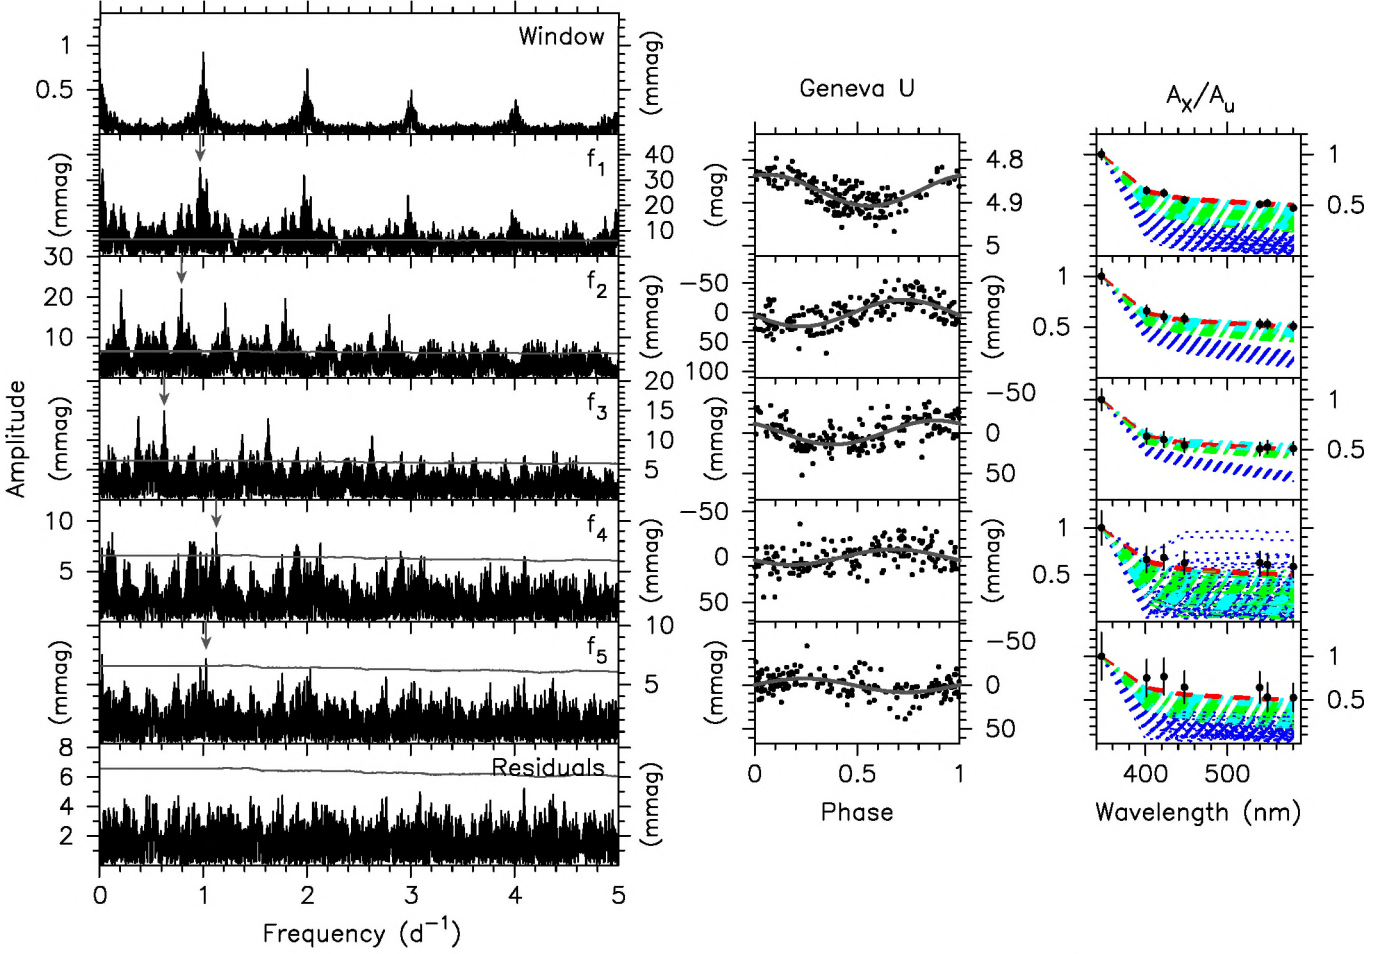 Window
1
0.5
(mmag)
f1
40
30
20
10
(mmag)
f2
30
20
10
20
10
(mmag)
f3
20
15
10
5
(mmag)
f4
10
5
(mmag)
f5
10
5
(mmag)
Residuals
8
6
4
2
(mmag)
Amplitude
0 1 2 3 4 5
Frequency (d−1)
Geneva U
(mag)
4.8
4.9
5
−50
0
50
100
(mmag)
(mmag)
−50
0
50
−50
0
50
(mmag)
(mmag)
−50
0
50
0 0.5 1
Phase
AX/Au
1
0.5
1
0.5
1
0.5
1
0.5
1
0.5
400 500
Wavelength (nm)